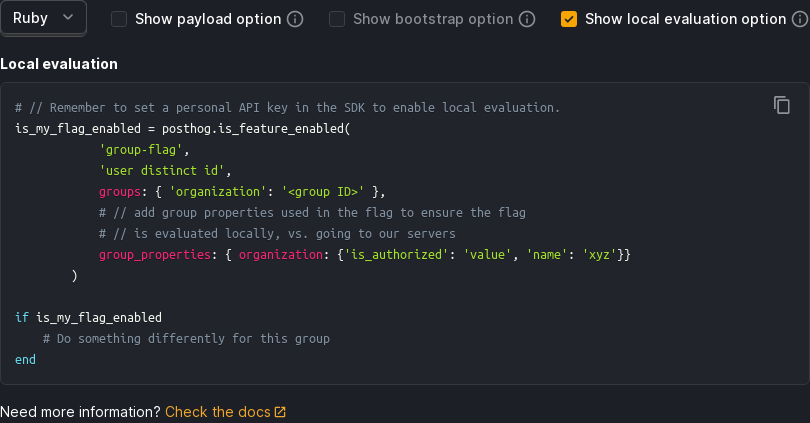 Ruby Show payload option Show bootstrap option Show local evaluation option
Local evaluation
# // Remember to set a personal API key in the SDK to enable local evaluation.
is_my_flag_enabled = posthog.is_feature_enabled(
'group-flag',
'user distinct id',
groups: { 'organization': '<group ID>' },
# // add group properties used in the flag to ensure the flag
# // is evaluated locally, vs. going to our servers
group_properties: { organization: {'is_authorized': 'value', 'name': 'xyz'}}
)
if is_my_flag_enabled
# Do something differently for this group
end
Need more information? Check the docs